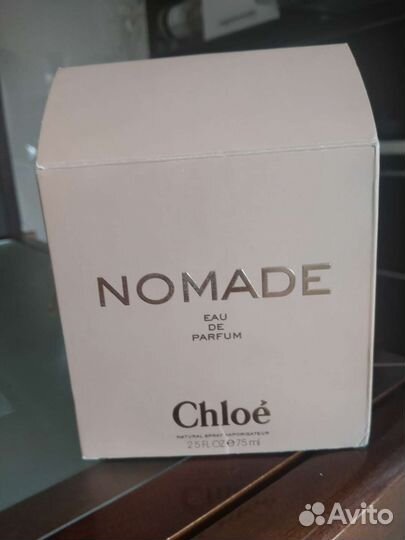 NOMADE
EAU
DE
PARFUM
Chloé
NATURAL SPRAY VAPORISATEUR
2.5 FL.OZ ℮ 75 ml
Avito